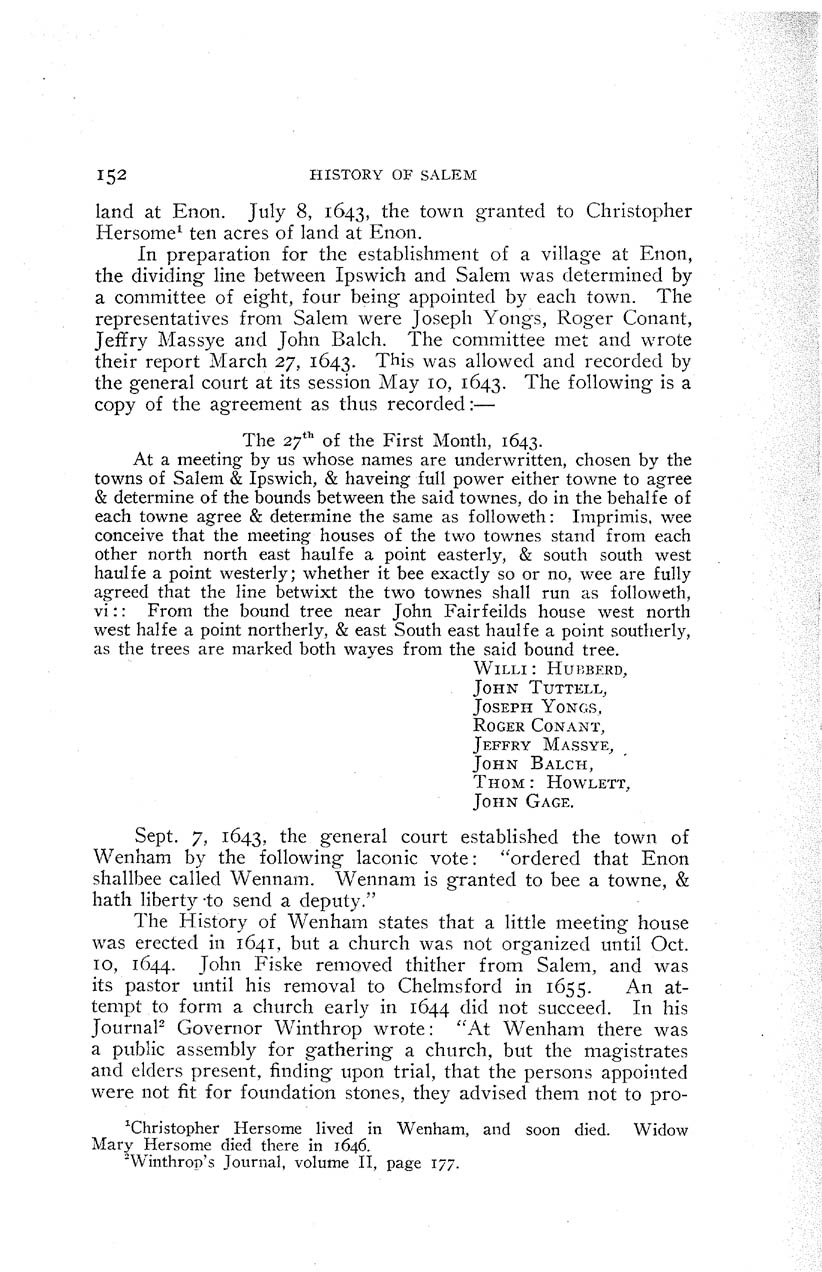 152 HISTORY OF SALEM
land at Enon. July 8, 1643, the town granted to Christopher
Hersome¹ ten acres of land at Enon.
In preparation for the establishment of a village at Enon,
the dividing line between Ipswich and Salem was determined by
a committee of eight, four being appointed by each town. The
representatives from Salem were Joseph Yongs, Roger Conant,
Jeffry Massye and John Balch. The committee met and wrote
their report March 27, 1643. This was allowed and recorded by
the general court at its session May 10, 1643. The following is a
copy of the agreement as thus recorded:—
The 27th of the First Month, 1643.
At a meeting by us whose names are underwritten, chosen by the
towns of Salem & Ipswich, & haveing full power either towne to agree
& determine of the bounds between the said townes, do in the behalfe of
each towne agree & determine the same as followeth: Imprimis, wee
conceive that the meeting houses of the two townes stand from each
other north north east haulfe a point easterly, & south south west
haulfe a point westerly; whether it bee exactly so or no, wee are fully
agreed that the line betwixt the two townes shall run as followeth,
vi:: From the bound tree near John Fairfeilds house west north
west halfe a point northerly, & east South east haulfe a point southerly,
as the trees are marked both wayes from the said bound tree.
WILLI: HUBBERD,
JOHN TUTTELL,
JOSEPH YONGS,
ROGER CONANT,
JEFFRY MASSYE,
JOHN BALCH,
THOM: HOWLETT,
JOHN GAGE.
Sept. 7, 1643, the general court established the town of
Wenham by the following laconic vote: "ordered that Enon
shallbee called Wennam. Wennam is granted to bee a towne, &
hath liberty to send a deputy."
The History of Wenham states that a little meeting house
was erected in 1641, but a church was not organized until Oct.
10, 1644. John Fiske removed thither from Salem, and was
its pastor until his removal to Chelmsford in 1655. An at-
tempt to form a church early in 1644 did not succeed. In his
Journal² Governor Winthrop wrote: "At Wenham there was
a public assembly for gathering a church, but the magistrates
and elders present, finding upon trial, that the persons appointed
were not fit for foundation stones, they advised them not to pro-
¹Christopher Hersome lived in Wenham, and soon died. Widow
Mary Hersome died there in 1646.
²Winthrop's Journal, volume II, page 177.